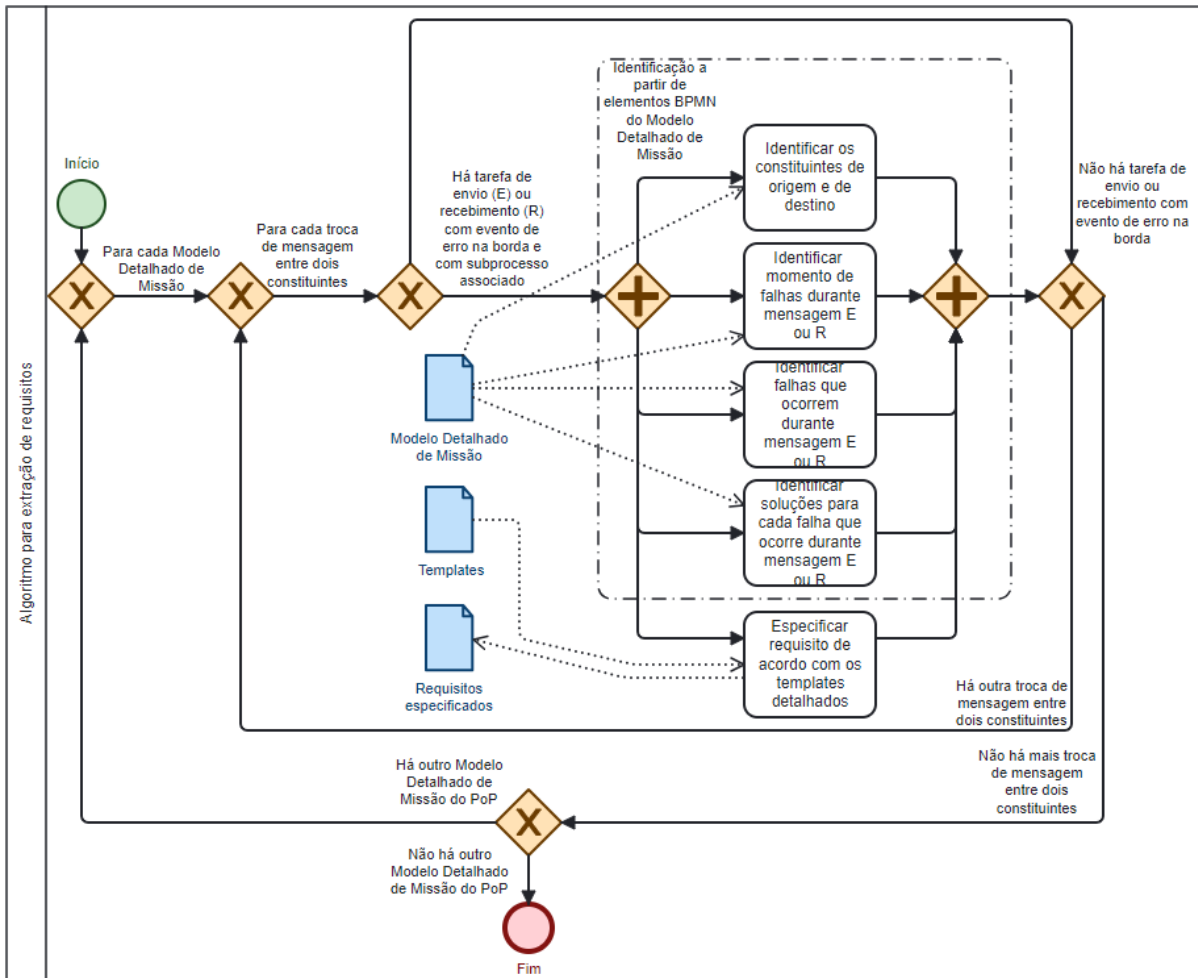 Algoritmo para extração de requisitos
Início
Para cada Modelo
Detalhado de
Missão
Para cada troca
de mensagem
entre dois
constituintes
Há tarefa de
envio (E) ou
recebimento (R)
com evento de
erro na borda e
com subprocesso
associado
Identificação a
partir de
elementos BPMN
do Modelo
Detalhado de
Missão
Identificar os
constituintes de
origem e de
destino
Identificar
momento de
falhas durante
mensagem E
ou R
Identificar
falhas que
ocorrem
durante
mensagem E
ou R
Identificar
soluções para
cada falha que
ocorre durante
mensagem E
ou R
Especificar
requisito de
acordo com os
templates
detalhados
Não há tarefa de
envio ou
recebimento com
evento de erro na
borda
Modelo Detalhado
de Missão
Templates
Requisitos
especificados
Há outra troca de
mensagem entre
dois constituintes
Não há mais troca
de mensagem
entre dois
constituintes
Há outro Modelo
Detalhado de
Missão do PoP
Não há outro
Modelo Detalhado
de Missão do PoP
Fim